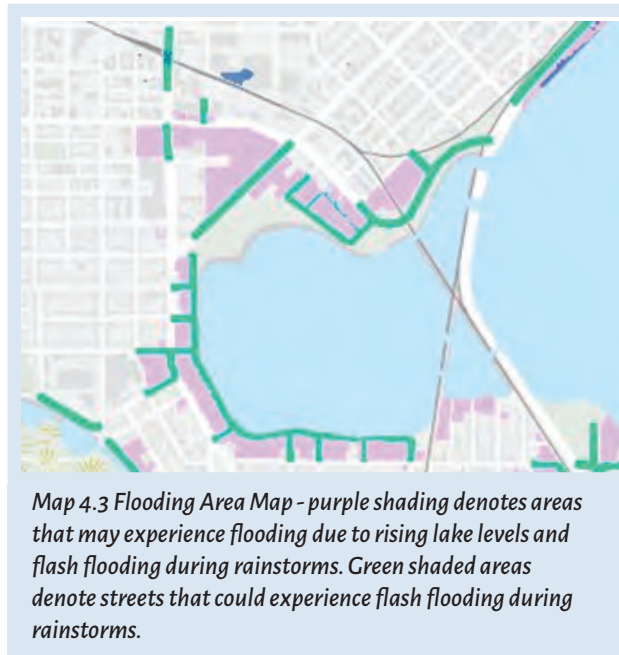 Map 4.3 Flooding Area Map - purple shading denotes areas
that may experience flooding due to rising lake levels and
flash flooding during rainstorms. Green shaded areas
denote streets that could experience flash flooding during
rainstorms.